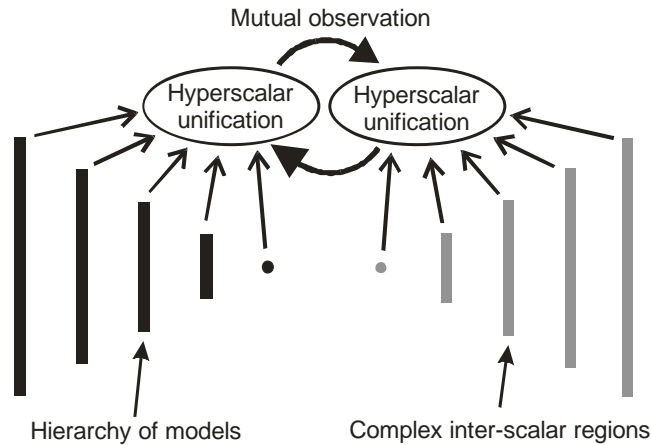 Mutual observation
Hyperscalar
unification
Hyperscalar
unification
Hierarchy of models
Complex inter-scalar regions